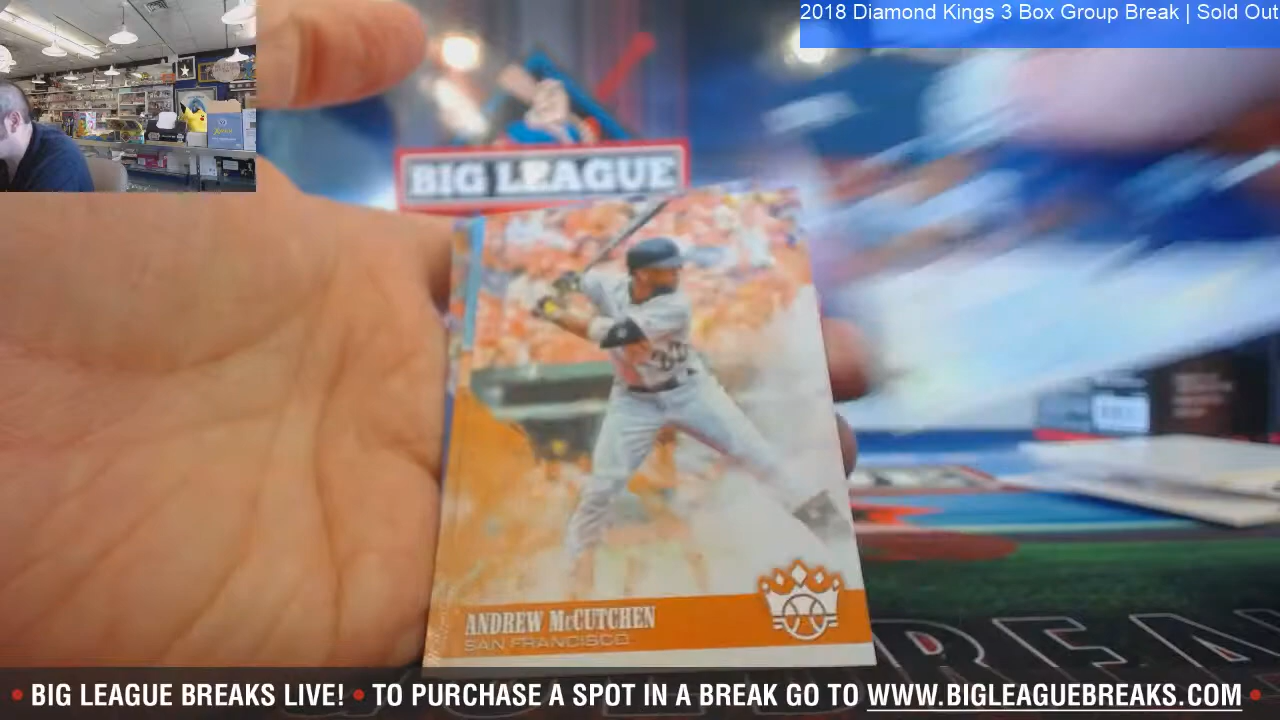 2018 Diamond Kings 3 Box Group Break | Sold Out
BIG LEAGUE
ANDREW McCUTCHEN
SAN FRANCISCO
• BIG LEAGUE BREAKS LIVE! • TO PURCHASE A SPOT IN A BREAK GO TO WWW.BIGLEAGUEBREAKS.COM •